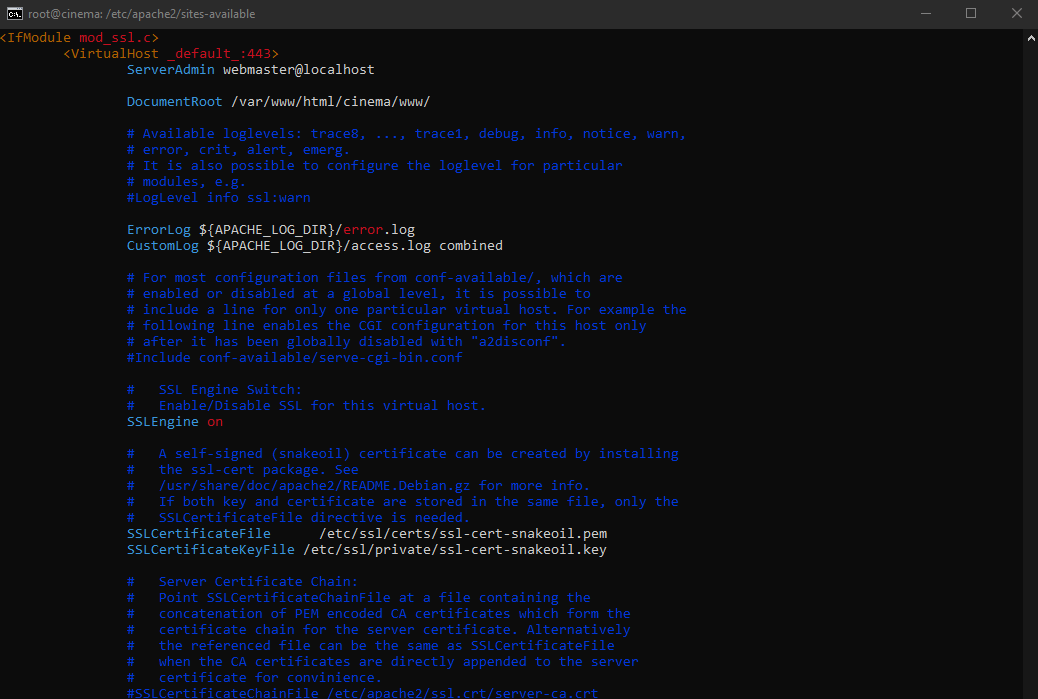 root@cinema: /etc/apache2/sites-available
<IfModule mod_ssl.c>
<VirtualHost _default_:443>
ServerAdmin webmaster@localhost
DocumentRoot /var/www/html/cinema/www/
# Available loglevels: trace8, ..., trace1, debug, info, notice, warn,
# error, crit, alert, emerg.
# It is also possible to configure the loglevel for particular
# modules, e.g.
#LogLevel info ssl:warn
ErrorLog ${APACHE_LOG_DIR}/error.log
CustomLog ${APACHE_LOG_DIR}/access.log combined
# For most configuration files from conf-available/, which are
# enabled or disabled at a global level, it is possible to
# include a line for only one particular virtual host. For example the
# following line enables the CGI configuration for this host only
# after it has been globally disabled with "a2disconf".
#Include conf-available/serve-cgi-bin.conf
#   SSL Engine Switch:
#   Enable/Disable SSL for this virtual host.
SSLEngine on
#   A self-signed (snakeoil) certificate can be created by installing
#   the ssl-cert package. See
#   /usr/share/doc/apache2/README.Debian.gz for more info.
#   If both key and certificate are stored in the same file, only the
#   SSLCertificateFile directive is needed.
SSLCertificateFile      /etc/ssl/certs/ssl-cert-snakeoil.pem
SSLCertificateKeyFile /etc/ssl/private/ssl-cert-snakeoil.key
#   Server Certificate Chain:
#   Point SSLCertificateChainFile at a file containing the
#   concatenation of PEM encoded CA certificates which form the
#   certificate chain for the server certificate. Alternatively
#   the referenced file can be the same as SSLCertificateFile
#   when the CA certificates are directly appended to the server
#   certificate for convinience.
#SSLCertificateChainFile /etc/apache2/ssl.crt/server-ca.crt